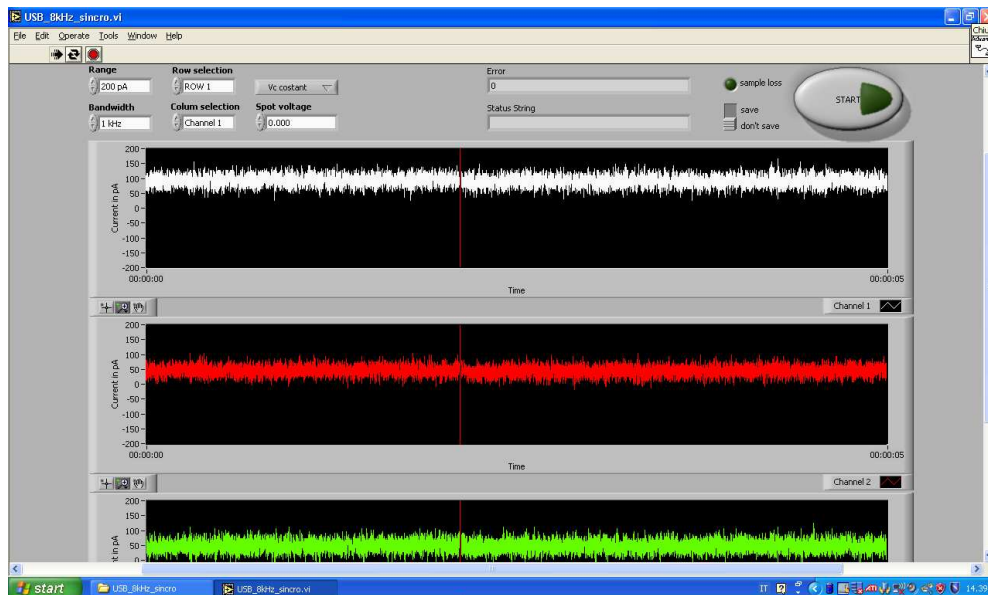 USB_8kHz_sincro.vi
File Edit Operate Tools Window Help
Chiu
Range Row selection Error
200 pA ROW 1 Vc costant 0 sample loss
START
Bandwidth Colum selection Spot voltage Status String save
1 kHz Channel 1 0.000 don't save
200
150
100
50
0
-50
-100
-150
-200
Current in pA
00:00:00 00:00:05
Time
Channel 1
200
150
100
50
0
-50
-100
-150
-200
Current in pA
00:00:00 00:00:05
Time
Channel 2
200
150
100
50
0
start USB_8kHz_sincro USB_8kHz_sincro.vi IT 14.39